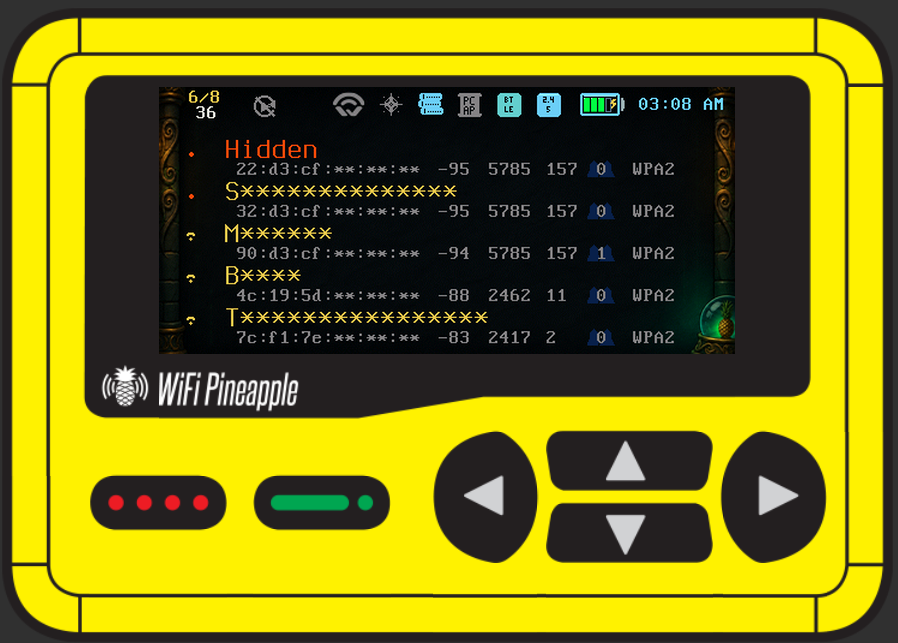 6/8
36
PC
AP
BT
LE
2.4
5
03:08 AM
Hidden
22:d3:cf:**:**:** -95 5785 157 0 WPA2
S**************
32:d3:cf:**:**:** -95 5785 157 0 WPA2
M******
90:d3:cf:**:**:** -94 5785 157 1 WPA2
B****
4c:19:5d:**:**:** -88 2462 11 0 WPA2
T****************
7c:f1:7e:**:**:** -83 2417 2 0 WPA2
WiFi Pineapple